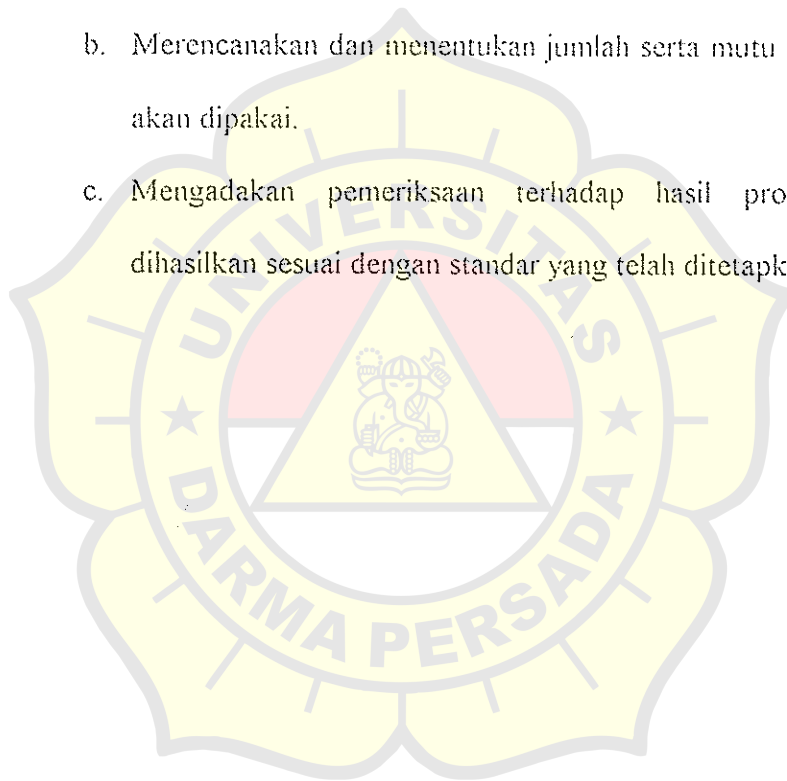 b. Merencanakan dan menentukan jumlah serta mutu
akan dipakai.
c. Mengadakan pemeriksaan terhadap hasil pro
dihasilkan sesuai dengan standar yang telah ditetapk
UNIVERSITAS
DARMA PERSADA